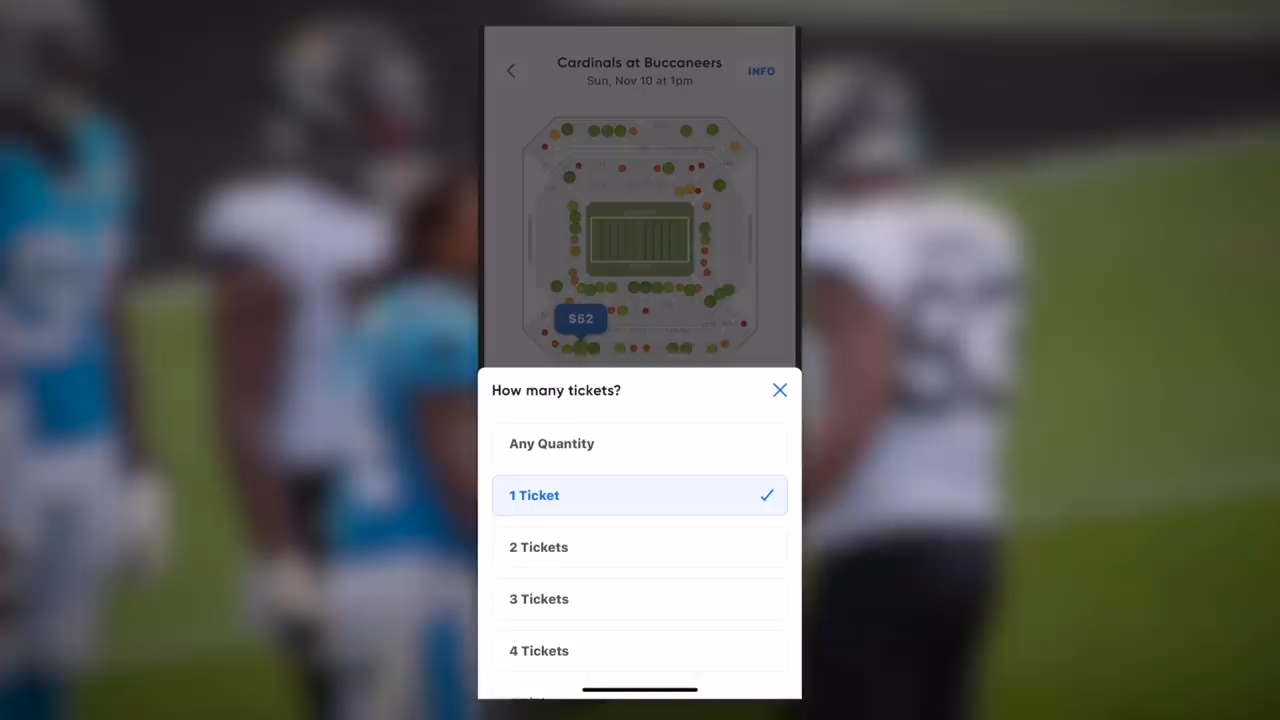 Cardinals at Buccaneers
Sun, Nov 10 at 1pm
INFO
$52
How many tickets?
Any Quantity
1 Ticket
2 Tickets
3 Tickets
4 Tickets